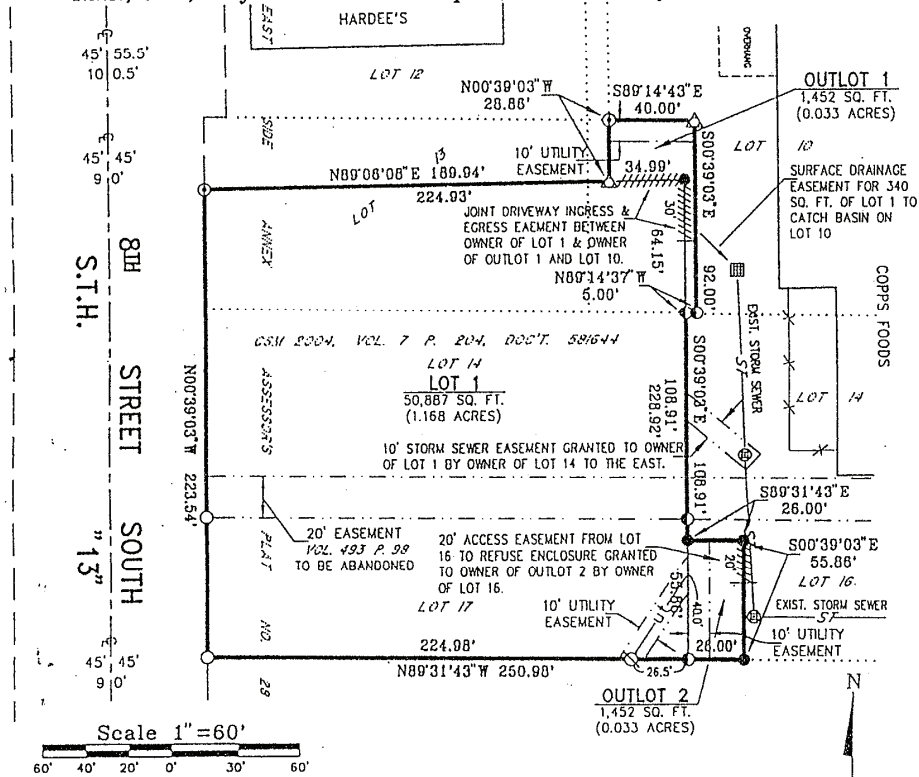 HARDEE'S
EAST
LOT 12
OVERHANG
45' 55.5'
10 0.5'
45' 45'
9 0'
N00°39'03"W
28.86'
S89°14'43"E
40.00'
OUTLOT 1
1,452 SQ. FT.
(0.033 ACRES)
SIDE
13
LOT
N89°08'08"E 189.94'
224.93'
10' UTILITY
EASEMENT
34.99'
S00°39'03"E
92.00'
LOT 10
SURFACE DRAINAGE
EASEMENT FOR 340
SQ. FT. OF LOT 1 TO
CATCH BASIN ON
LOT 10
JOINT DRIVEWAY INGRESS &
EGRESS EAEMENT BETWEEN
OWNER OF LOT 1 & OWNER
OF OUTLOT 1 AND LOT 10.
30'
64.15'
N89°14'37"W
5.00'
ANNEX
8TH STREET SOUTH
S.T.H. "13"
COPPS FOODS
CSM 2004, VOL. 7 P. 204, DOC'T. 581644
LOT 14
LOT 1
50,887 SQ. FT.
(1.168 ACRES)
S00°39'03"E
108.91'
228.92'
EXIST. STORM SEWER
ST
LOT 14
N00°39'03"W 223.54'
ASSESSOR'S
10' STORM SEWER EASEMENT GRANTED TO OWNER
OF LOT 1 BY OWNER OF LOT 14 TO THE EAST.
108.91'
S89°31'43"E
26.00'
20' EASEMENT
VOL. 493 P. 98
TO BE ABANDONED
20' ACCESS EASEMENT FROM LOT
16 TO REFUSE ENCLOSURE GRANTED
TO OWNER OF OUTLOT 2 BY OWNER
OF LOT 16.
20'
S00°39'03"E
55.86'
LOT 16
PLAT
LOT 17
10' UTILITY
EASEMENT
55.86'
40.0'
EXIST. STORM SEWER
ST
10' UTILITY
EASEMENT
NO.
28
45' 45'
9 0'
224.98'
N89°31'43"W 250.98'
26.00'
26.5'
OUTLOT 2
1,452 SQ. FT.
(0.033 ACRES)
N
Scale 1"=60'
60' 40' 20' 0' 30' 60'